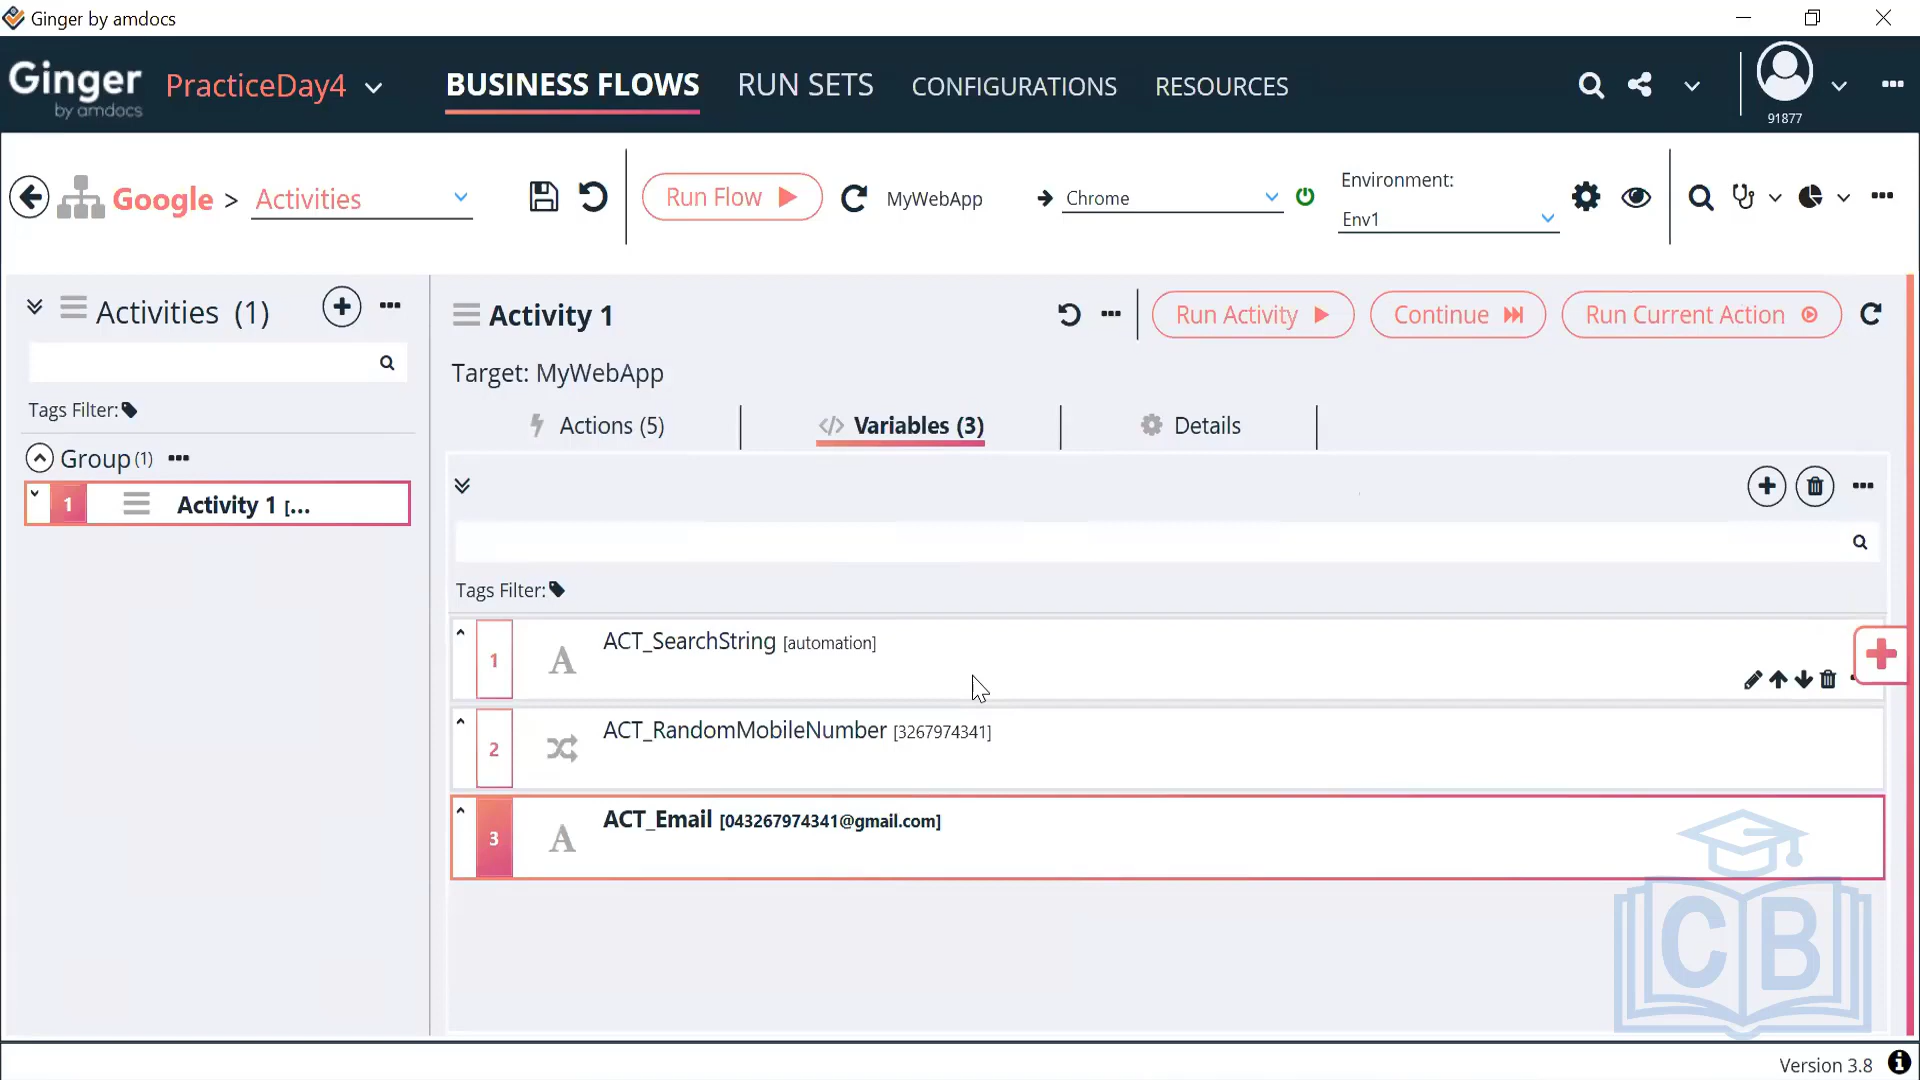 Ginger by amdocs
Ginger
by amdocs
PracticeDay4
BUSINESS FLOWS
RUN SETS
CONFIGURATIONS
RESOURCES
91877
Google > Activities
Run Flow
MyWebApp
Chrome
Environment:
Env1
Activities (1)
Tags Filter:
Group (1)
1 Activity 1 [...
Activity 1
Run Activity
Continue
Run Current Action
Target: MyWebApp
Actions (5)
Variables (3)
Details
Tags Filter:
1 ACT_SearchString [automation]
2 ACT_RandomMobileNumber [3267974341]
3 ACT_Email [043267974341@gmail.com]
CB
Version 3.8